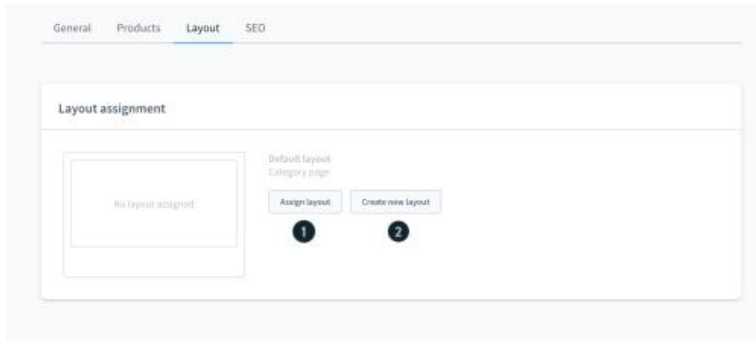 General Products Layout SEO
Layout assignment
Default layout
Category page
No layout assigned
Assign layout Create new layout
1 2